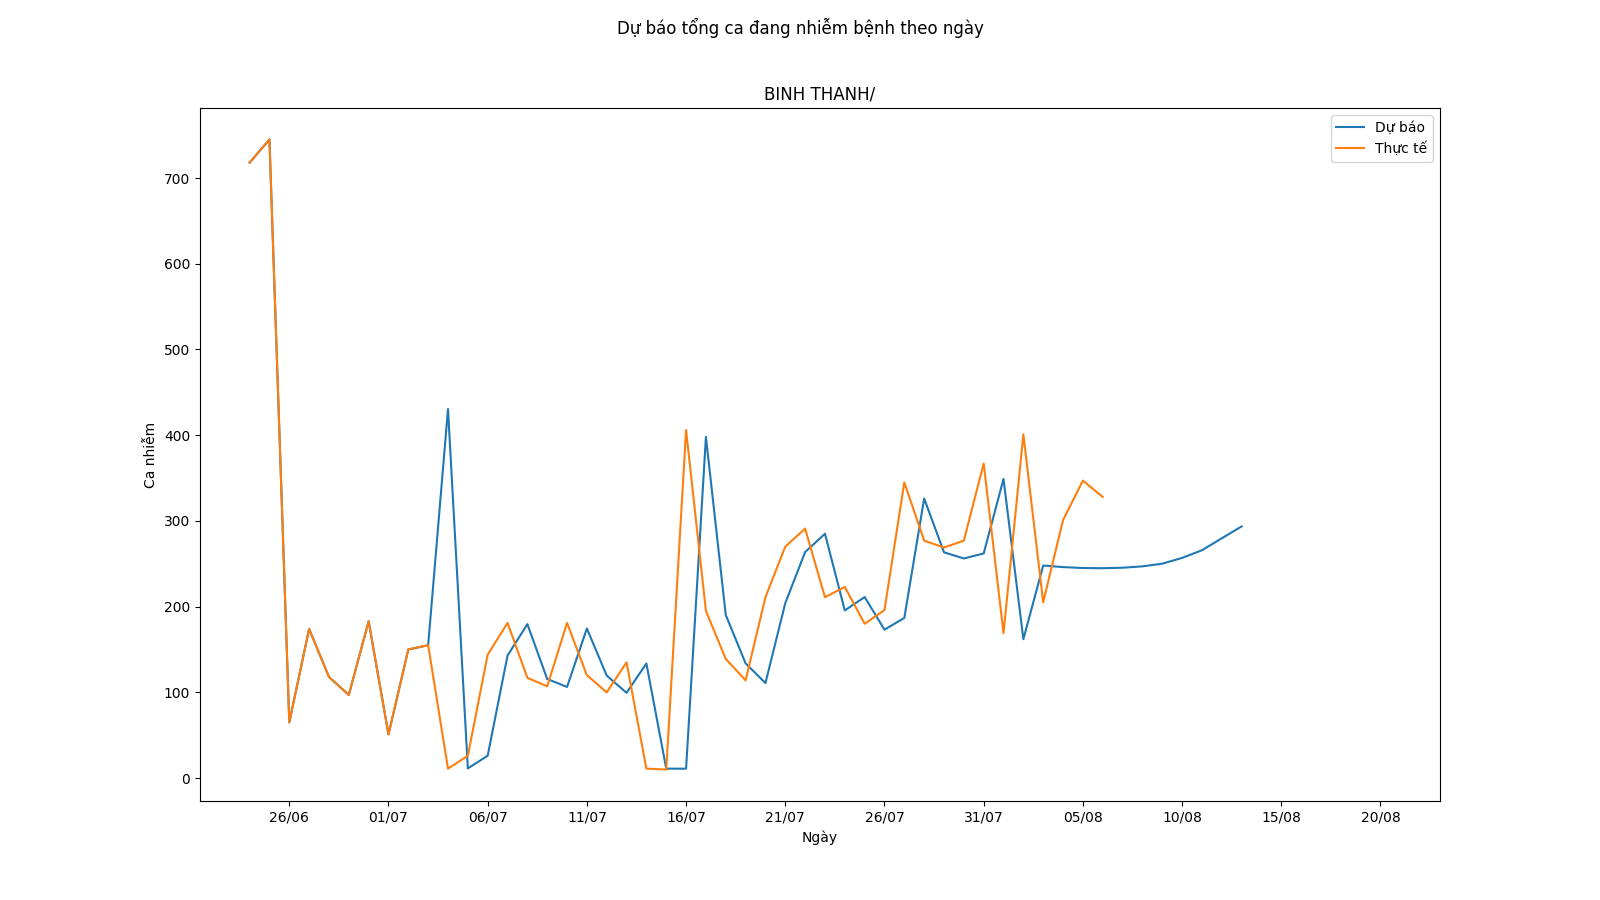 Dự báo tổng ca đang nhiễm bệnh theo ngày
BINH THANH/
Dự báo
Thực tế
700
600
500
400
300
200
100
0
Ca nhiễm
26/06 01/07 06/07 11/07 16/07 21/07 26/07 31/07 05/08 10/08 15/08 20/08
Ngày